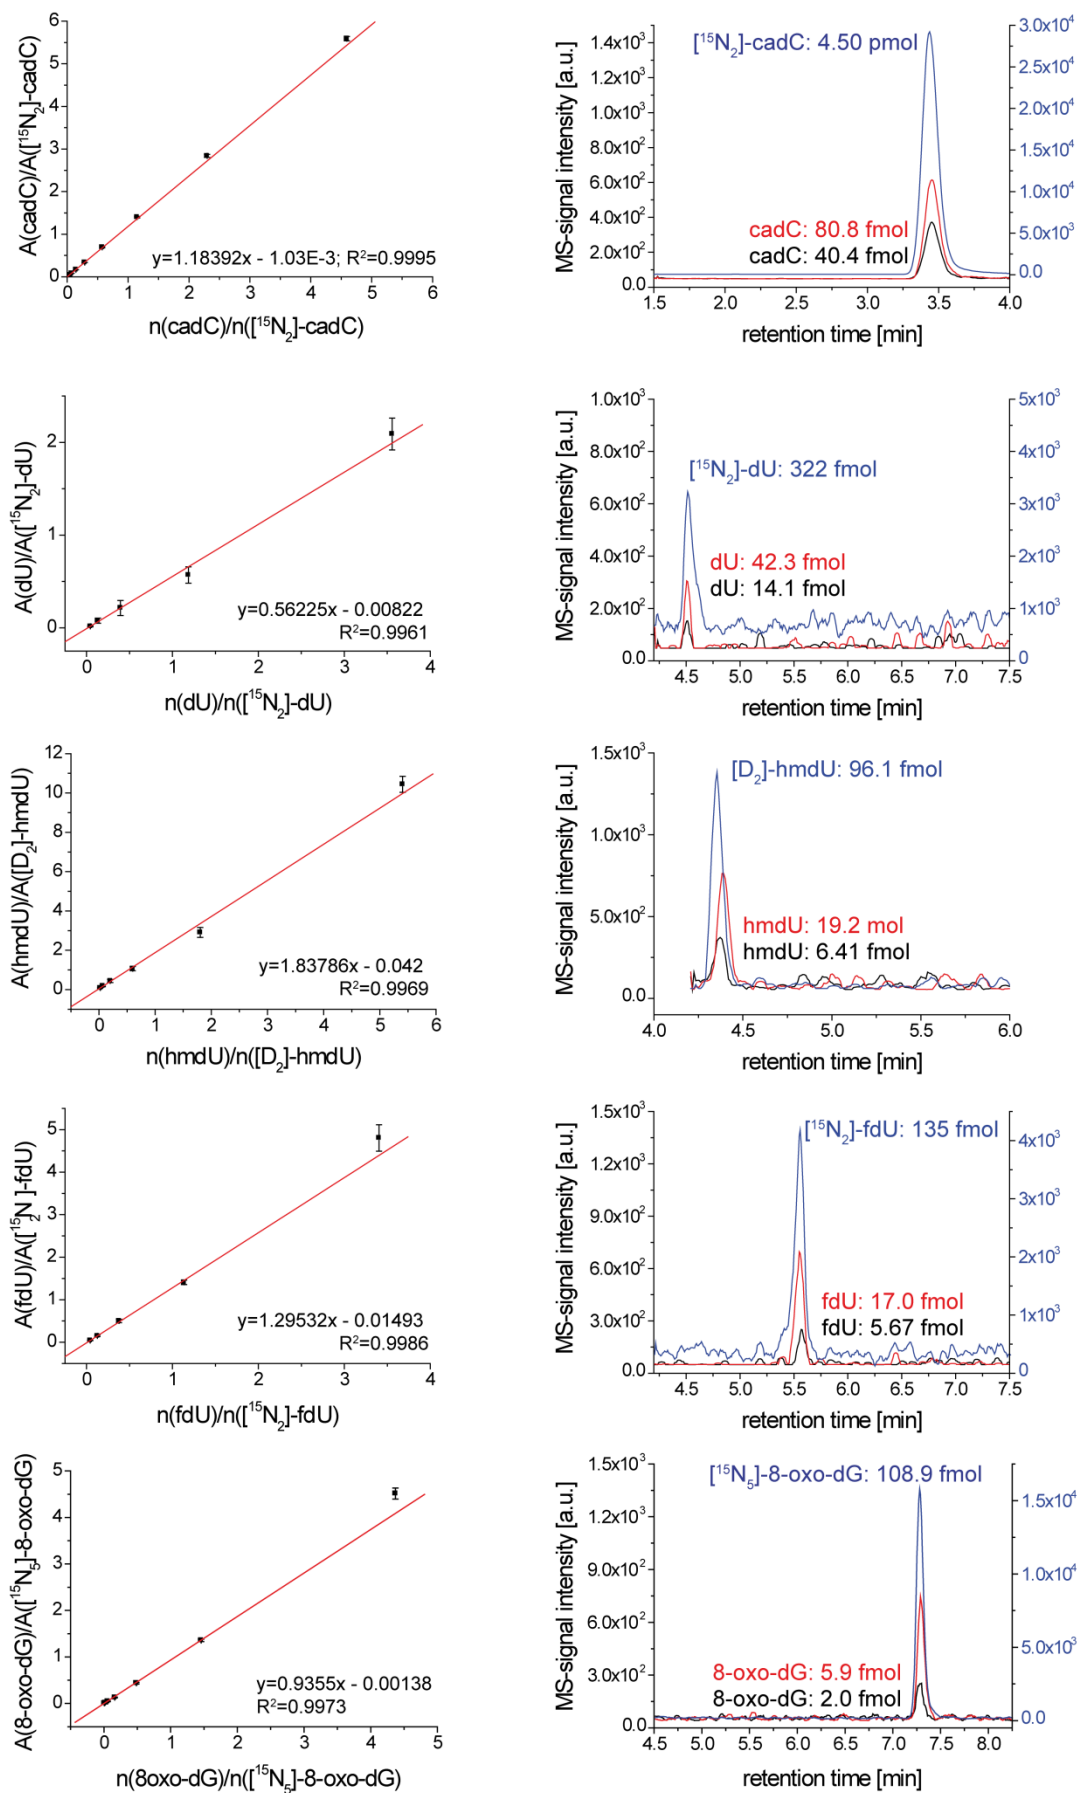 A(cadC)/A([¹⁵N₂]-cadC)
6
5
4
3
2
1
0
y=1.18392x - 1.03E-3; R²=0.9995
0 1 2 3 4 5 6
n(cadC)/n([¹⁵N₂]-cadC)
MS-signal intensity [a.u.]
1.4x10³
1.2x10³
1.0x10³
8.0x10²
6.0x10²
4.0x10²
2.0x10²
0.0
[¹⁵N₂]-cadC: 4.50 pmol
cadC: 80.8 fmol
cadC: 40.4 fmol
3.0x10⁴
2.5x10⁴
2.0x10⁴
1.5x10⁴
1.0x10⁴
5.0x10³
0.0
1.5 2.0 2.5 3.0 3.5 4.0
retention time [min]
A(dU)/A([¹⁵N₂]-dU)
2
1
0
y=0.56225x - 0.00822
R²=0.9961
0 1 2 3 4
n(dU)/n([¹⁵N₂]-dU)
MS-signal intensity [a.u.]
1.0x10³
8.0x10²
6.0x10²
4.0x10²
2.0x10²
0.0
[¹⁵N₂]-dU: 322 fmol
dU: 42.3 fmol
dU: 14.1 fmol
5x10³
4x10³
3x10³
2x10³
1x10³
0
4.5 5.0 5.5 6.0 6.5 7.0 7.5
retention time [min]
A(hmdU)/A([D₂]-hmdU)
12
10
8
6
4
2
0
y=1.83786x - 0.042
R²=0.9969
0 1 2 3 4 5 6
n(hmdU)/n([D₂]-hmdU)
MS-signal intensity [a.u.]
1.5x10³
1.0x10³
5.0x10²
0.0
[D₂]-hmdU: 96.1 fmol
hmdU: 19.2 mol
hmdU: 6.41 fmol
4.0 4.5 5.0 5.5 6.0
retention time [min]
A(fdU)/A([¹⁵N₂]-fdU)
5
4
3
2
1
0
y=1.29532x - 0.01493
R²=0.9986
0 1 2 3 4
n(fdU)/n([¹⁵N₂]-fdU)
MS-signal intensity [a.u.]
1.5x10³
1.2x10³
9.0x10²
6.0x10²
3.0x10²
0.0
[¹⁵N₂]-fdU: 135 fmol
fdU: 17.0 fmol
fdU: 5.67 fmol
4x10³
3x10³
2x10³
1x10³
0
4.5 5.0 5.5 6.0 6.5 7.0 7.5
retention time [min]
A(8-oxo-dG)/A([¹⁵N₅]-8-oxo-dG)
5
4
3
2
1
0
y=0.9355x - 0.00138
R²=0.9973
0 1 2 3 4 5
n(8oxo-dG)/n([¹⁵N₅]-8-oxo-dG)
MS-signal intensity [a.u.]
1.5x10³
1.2x10³
9.0x10²
6.0x10²
3.0x10²
0.0
[¹⁵N₅]-8-oxo-dG: 108.9 fmol
8-oxo-dG: 5.9 fmol
8-oxo-dG: 2.0 fmol
1.5x10⁴
1.0x10⁴
5.0x10³
0.0
4.5 5.0 5.5 6.0 6.5 7.0 7.5 8.0
retention time [min]